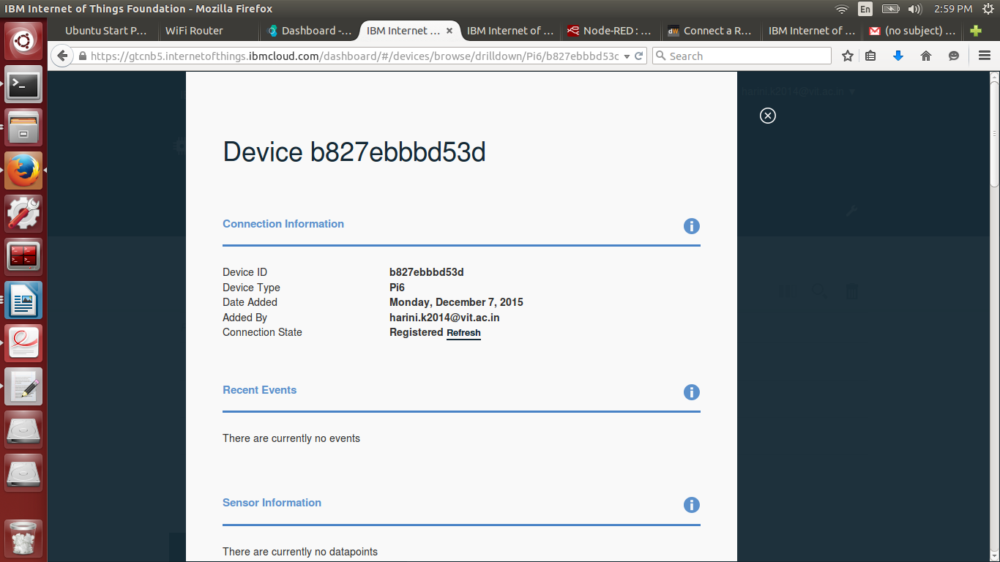 IBM Internet of Things Foundation - Mozilla Firefox
En
2:59 PM
Ubuntu Start P...
WiFi Router
Dashboard -...
IBM Internet ...
IBM Internet of ...
Node-RED : ...
Connect a R...
IBM Internet of ...
(no subject) ...
https://gtcnb5.internetofthings.ibmcloud.com/dashboard/#/devices/browse/drilldown/Pi6/b827ebbbd53c
Search
harini.k2014@vit.ac.in
Device b827ebbbd53d
Connection Information
Device ID b827ebbbd53d
Device Type Pi6
Date Added Monday, December 7, 2015
Added By harini.k2014@vit.ac.in
Connection State Registered Refresh
Recent Events
There are currently no events
Sensor Information
There are currently no datapoints